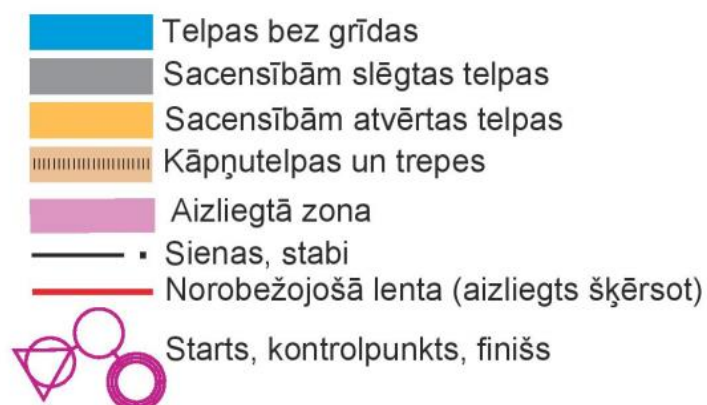 Telpas bez grīdas
Sacensībām slēgtas telpas
Sacensībām atvērtas telpas
Kāpņutelpas un trepes
Aizliegtā zona
Sienas, stabi
Norobežojošā lenta (aizliegts šķērsot)
Starts, kontrolpunkts, finišs